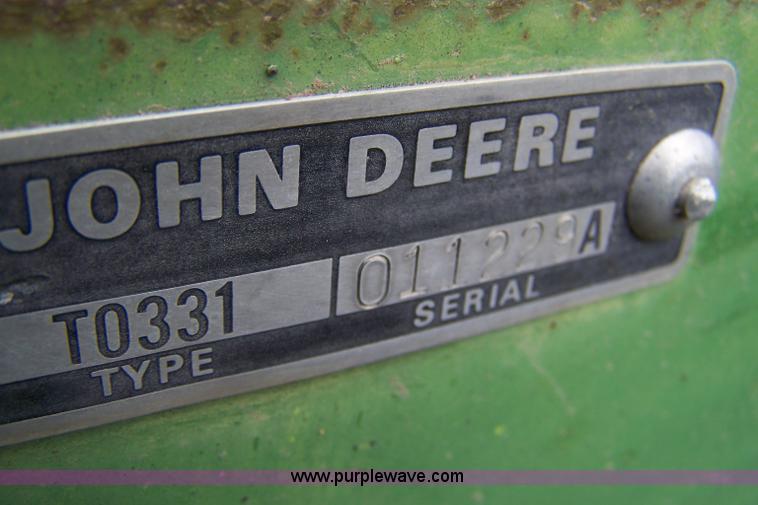 JOHN DEERE
T0331 011229A
TYPE SERIAL
www.purplewave.com